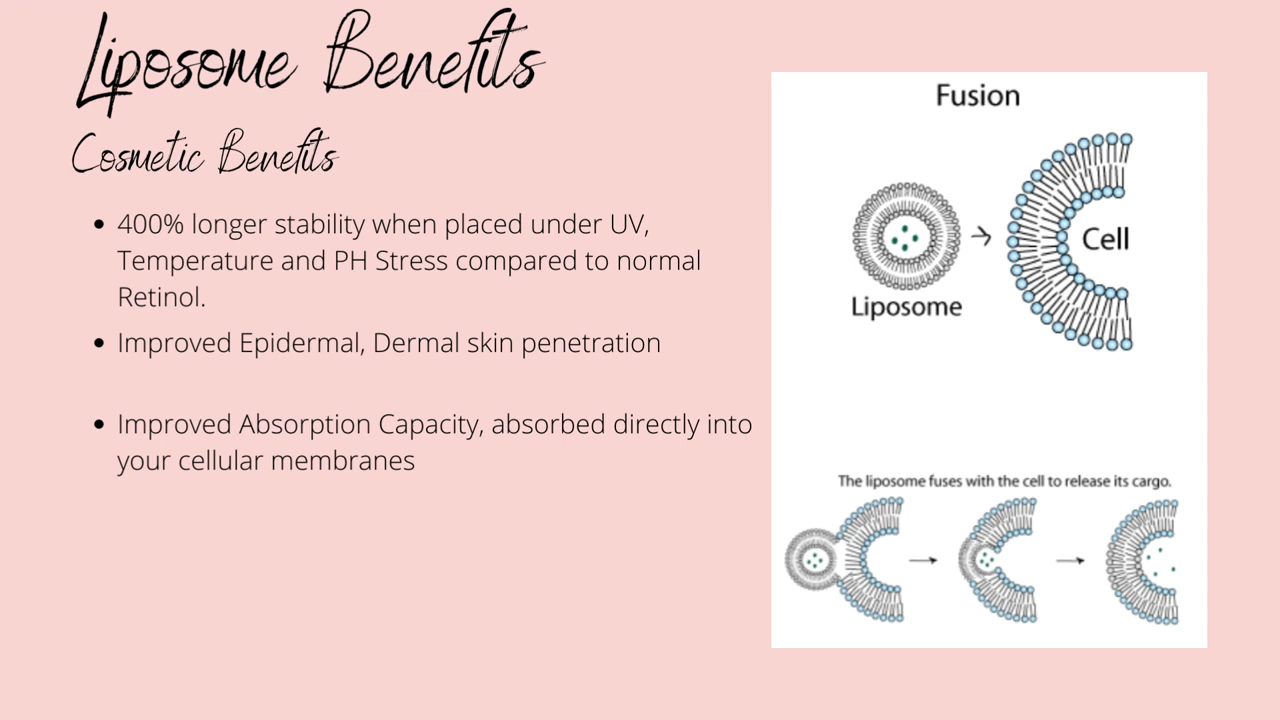 Liposome Benefits
Cosmetic Benefits
• 400% longer stability when placed under UV,
Temperature and PH Stress compared to normal
Retinol.
• Improved Epidermal, Dermal skin penetration
• Improved Absorption Capacity, absorbed directly into
your cellular membranes
Fusion
Cell
Liposome
The liposome fuses with the cell to release its cargo.